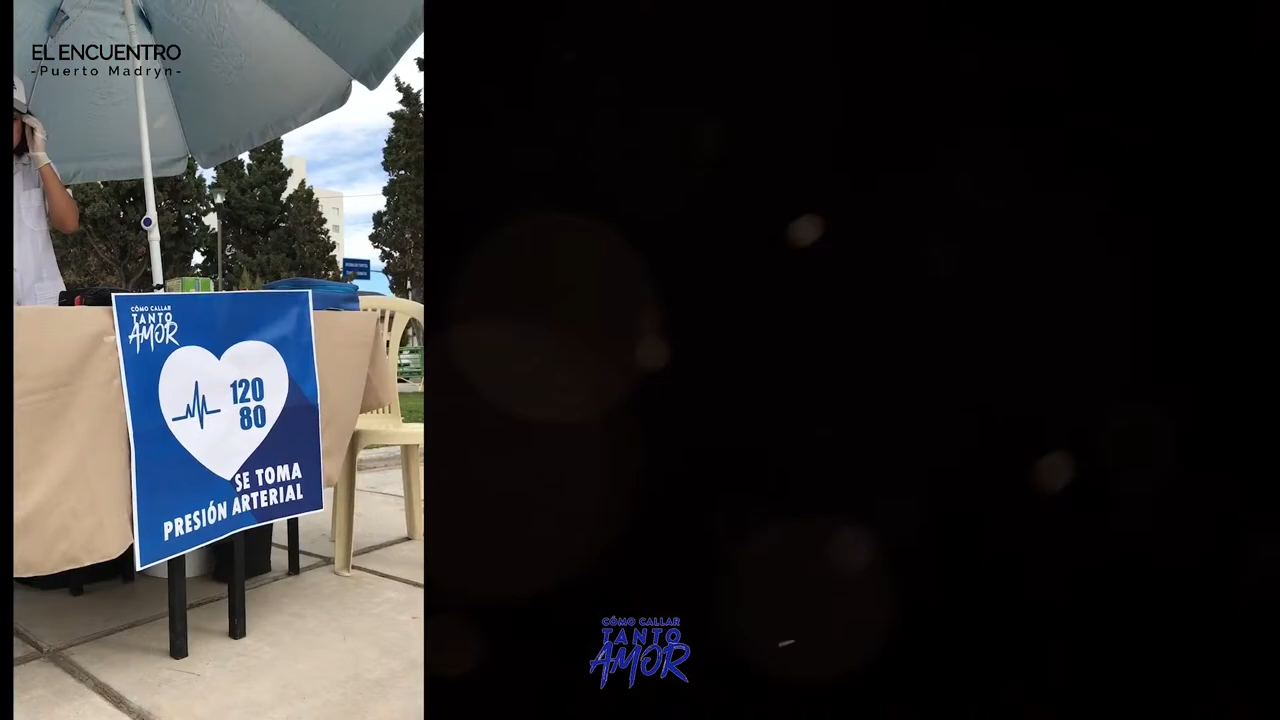 EL ENCUENTRO
-Puerto Madryn-
CÓMO CALLAR
TANTO
AMOR
120
80
SE TOMA
PRESIÓN ARTERIAL
CÓMO CALLAR
TANTO
AMOR